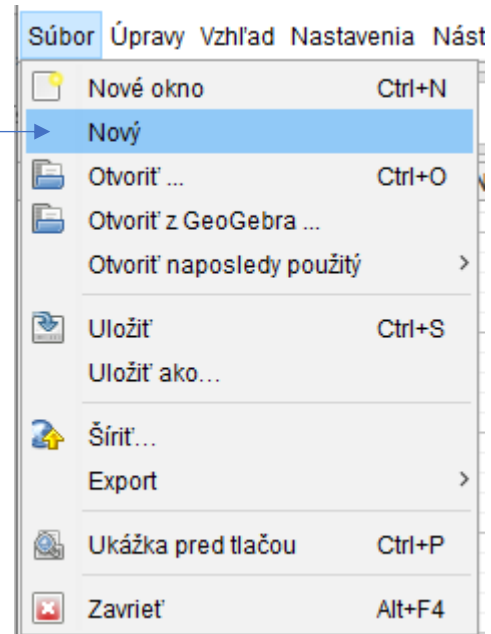 Súbor Úpravy Vzhľad Nastavenia Nást
Nové okno Ctrl+N
Nový
Otvoriť ... Ctrl+O
Otvoriť z GeoGebra ...
Otvoriť naposledy použitý
Uložiť Ctrl+S
Uložiť ako...
Šíriť...
Export
Ukážka pred tlačou Ctrl+P
Zavrieť Alt+F4